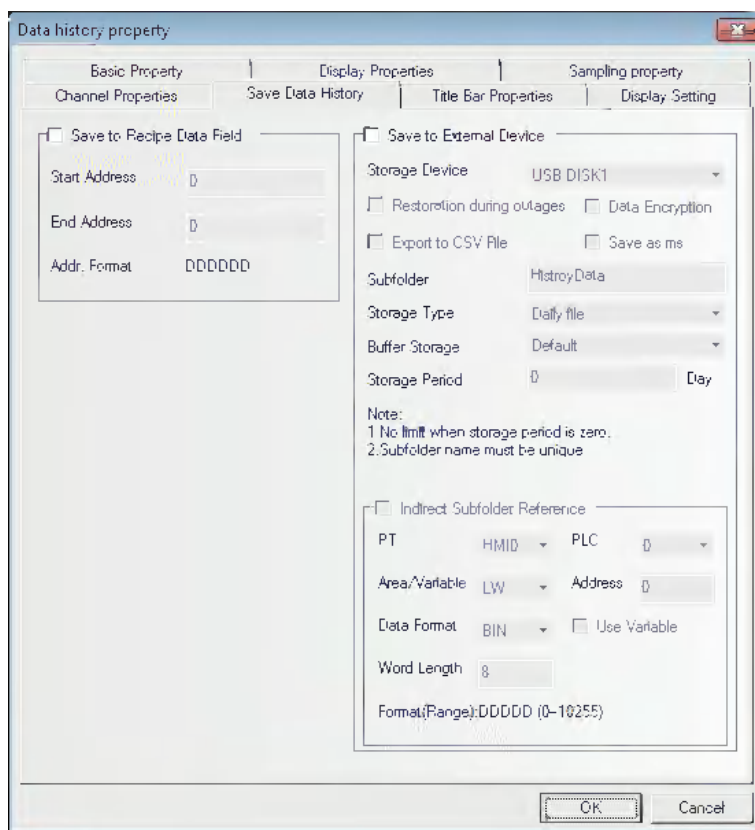 Data history property
Basic Property Display Properties Sampling property
Channel Properties Save Data History Title Bar Properties Display Setting
Save to Recipe Data Field
Start Address 0
End Address 0
Addr. Format DDDDDD
Save to External Device
Storage Device USB DISK1
Restoration during outages Data Encryption
Export to CSV File Save as ms
Subfolder HistroyData
Storage Type Daily file
Buffer Storage Default
Storage Period 0 Day
Note:
1 No limit when storage period is zero.
2.Subfolder name must be unique
Indirect Subfolder Reference
PT HMI0 PLC 0
Area/Variable LW Address 0
Data Format BIN Use Variable
Word Length 8
Format(Range):DDDDD (0~10255)
OK Cancel